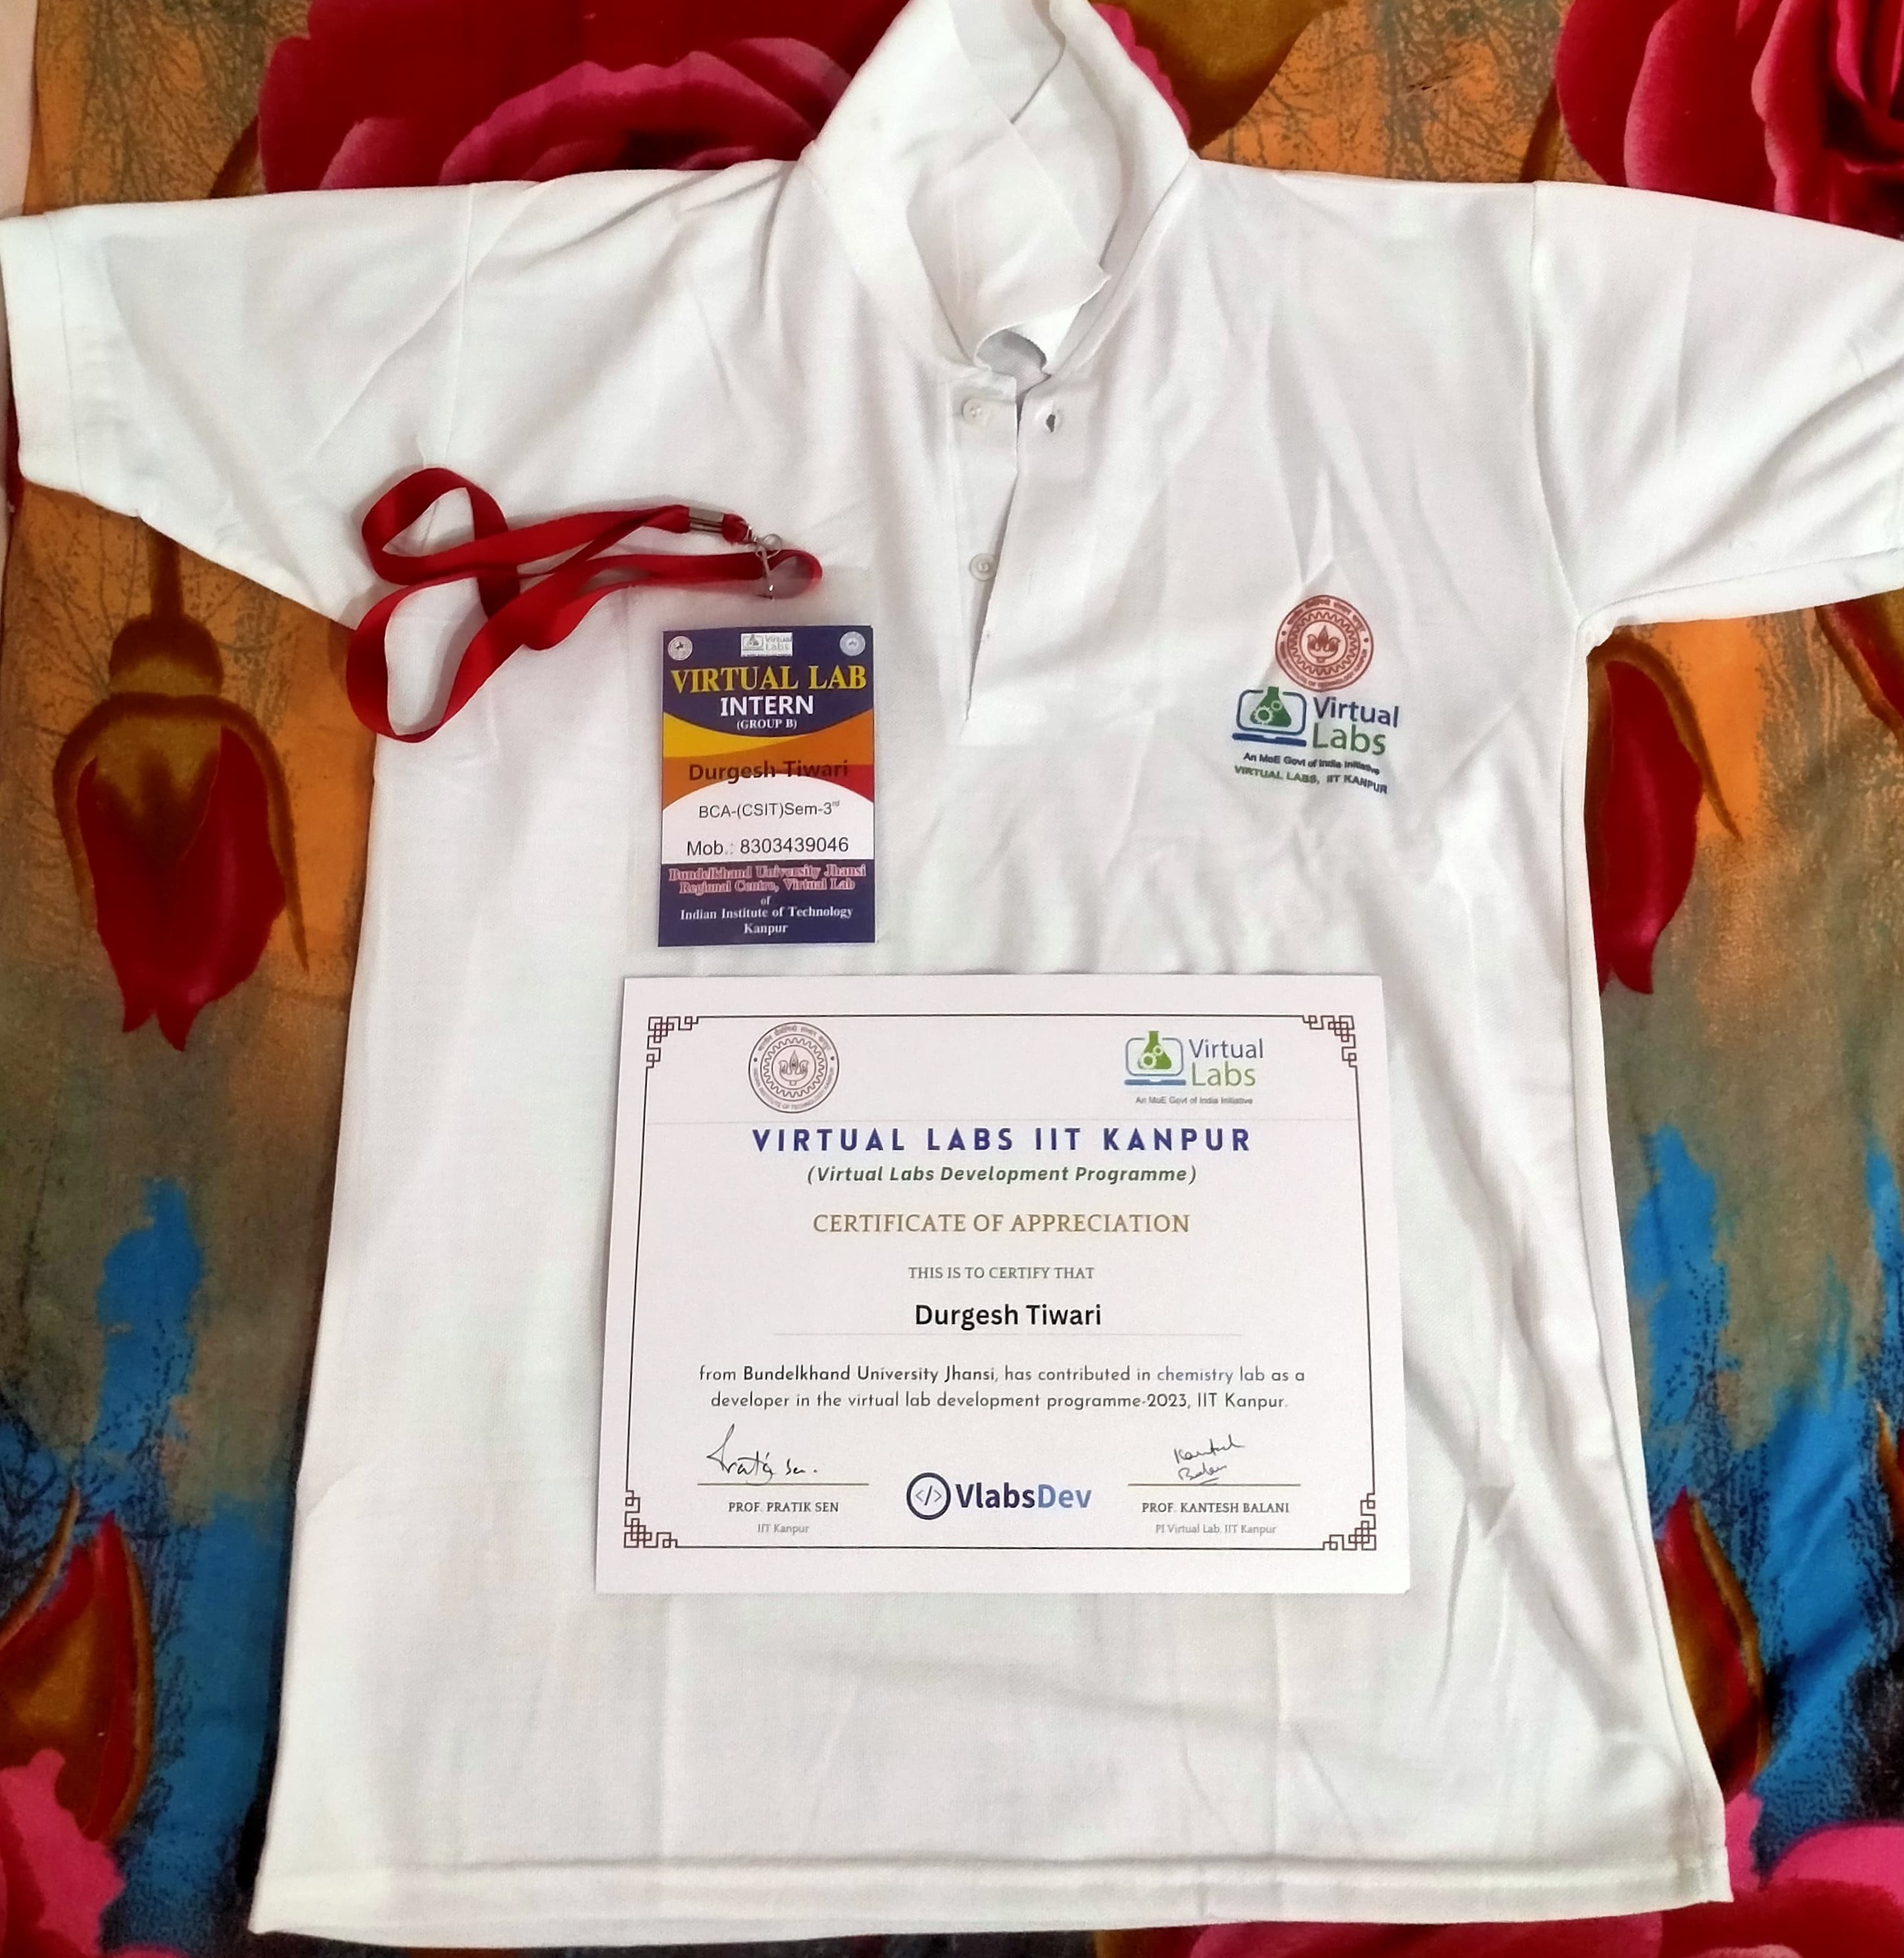 Virtual
Labs
VIRTUAL LAB
INTERN
(GROUP B)
Durgesh Tiwari
BCA-(CSIT)Sem-3rd
Mob.: 8303439046
Bundelkhand University Jhansi
Regional Centre, Virtual Lab
of
Indian Institute of Technology
Kanpur
Virtual
Labs
An MoE Govt of India Initiative
VIRTUAL LABS, IIT KANPUR
Virtual
Labs
An MoE Govt of India Initiative
VIRTUAL LABS IIT KANPUR
(Virtual Labs Development Programme)
CERTIFICATE OF APPRECIATION
THIS IS TO CERTIFY THAT
Durgesh Tiwari
from Bundelkhand University Jhansi, has contributed in chemistry lab as a
developer in the virtual lab development programme-2023, IIT Kanpur.
Pratik Sen.
Kantesh
Balani
</> VlabsDev
PROF. PRATIK SEN
IIT Kanpur
PROF. KANTESH BALANI
PI Virtual Lab, IIT Kanpur